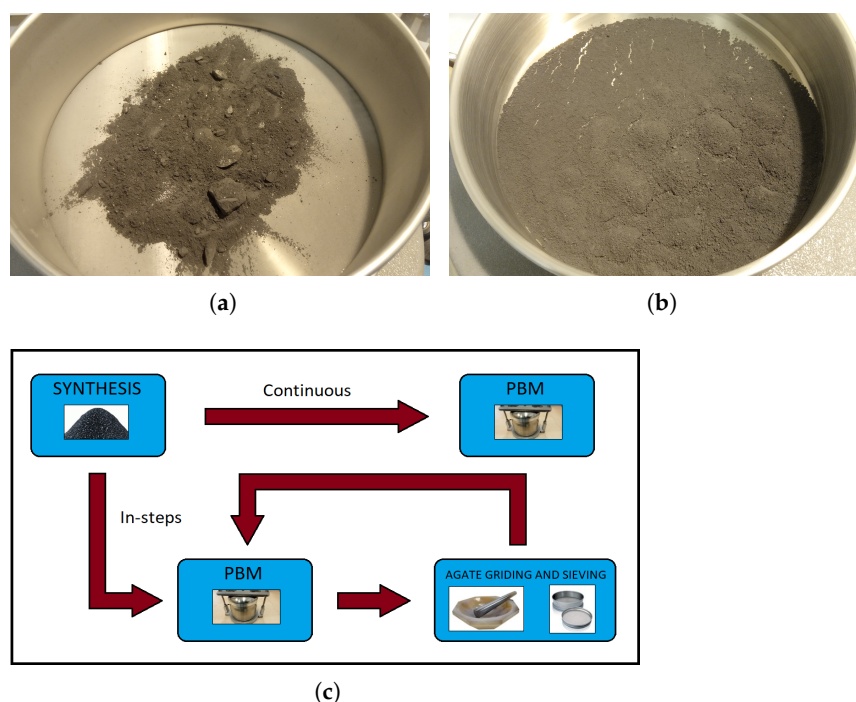 (a)
(b)
SYNTHESIS
Continuous
PBM
In-steps
PBM
AGATE GRIDING AND SIEVING
(c)